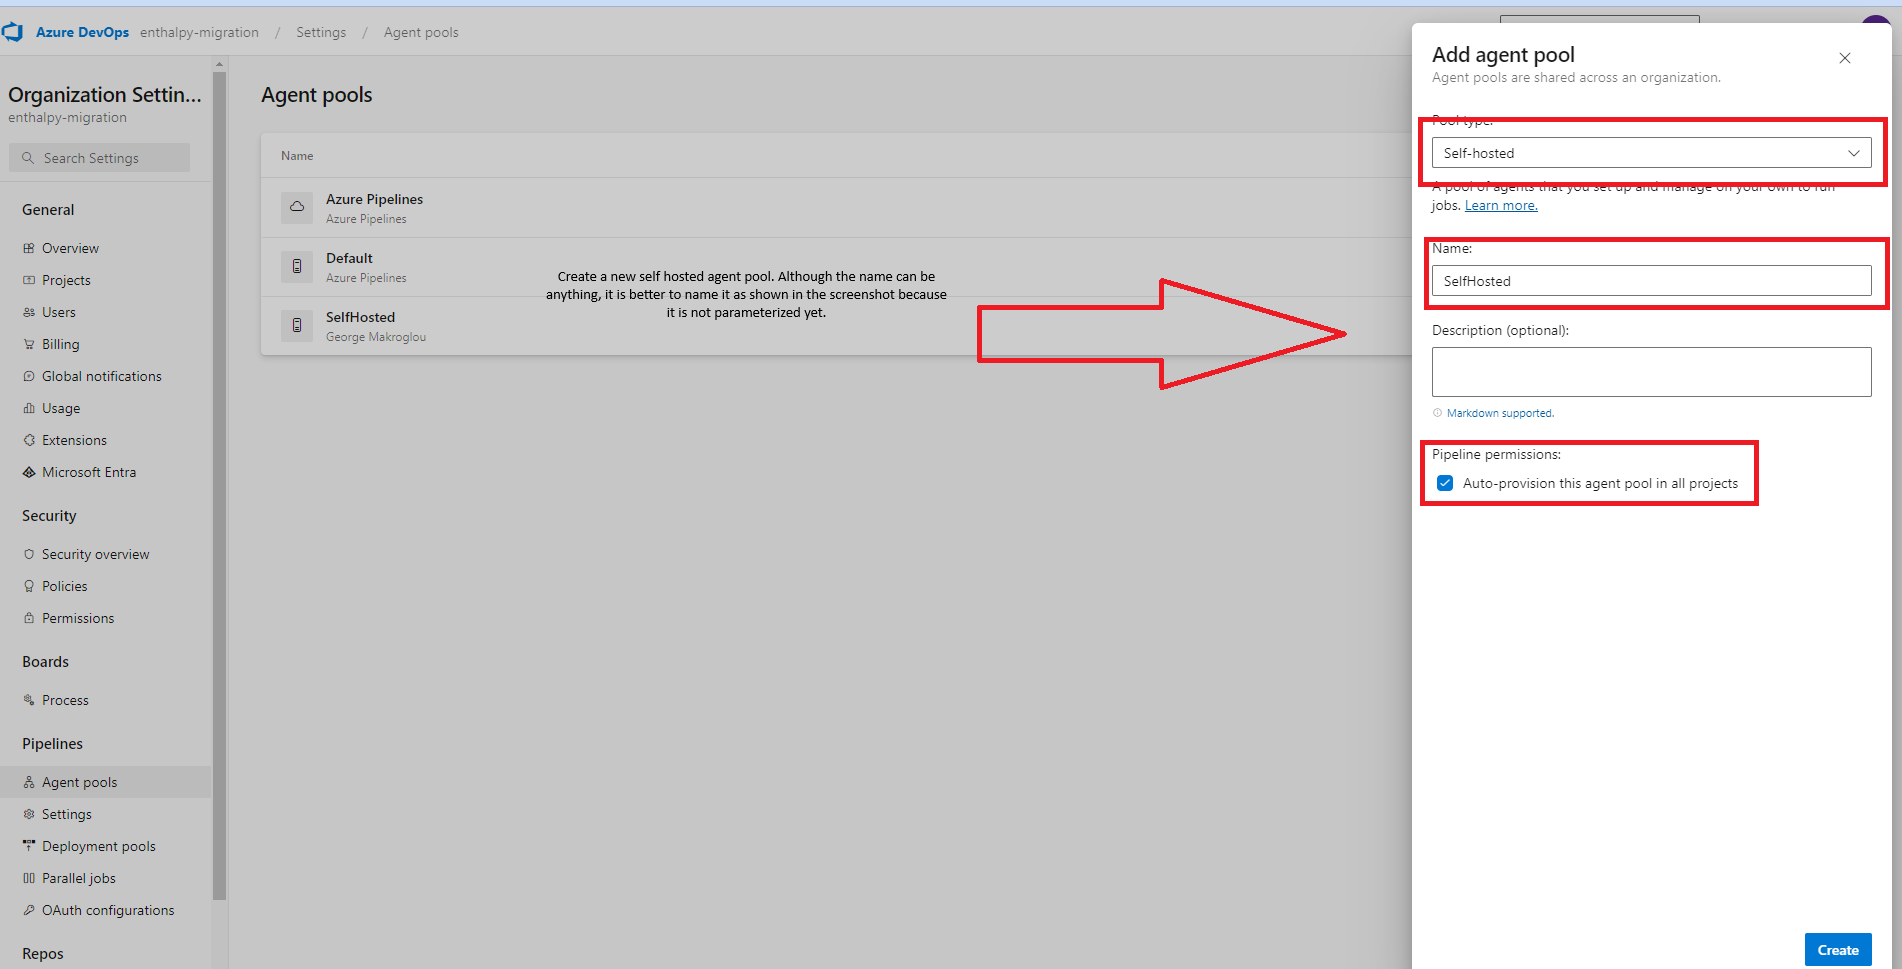 Azure DevOps enthalpy-migration / Settings / Agent pools
Organization Settin...
enthalpy-migration
Search Settings
General
Overview
Projects
Users
Billing
Global notifications
Usage
Extensions
Microsoft Entra
Security
Security overview
Policies
Permissions
Boards
Process
Pipelines
Agent pools
Settings
Deployment pools
Parallel jobs
OAuth configurations
Repos
Agent pools
Name
Azure Pipelines
Azure Pipelines
Default
Azure Pipelines
SelfHosted
George Makroglou
Create a new self hosted agent pool. Although the name can be
anything, it is better to name it as shown in the screenshot because
it is not parameterized yet.
Add agent pool
Agent pools are shared across an organization.
Pool type:
Self-hosted
A pool of agents that you set up and manage on your own to run
jobs. Learn more.
Name:
SelfHosted
Description (optional):
Markdown supported.
Pipeline permissions:
Auto-provision this agent pool in all projects
Create